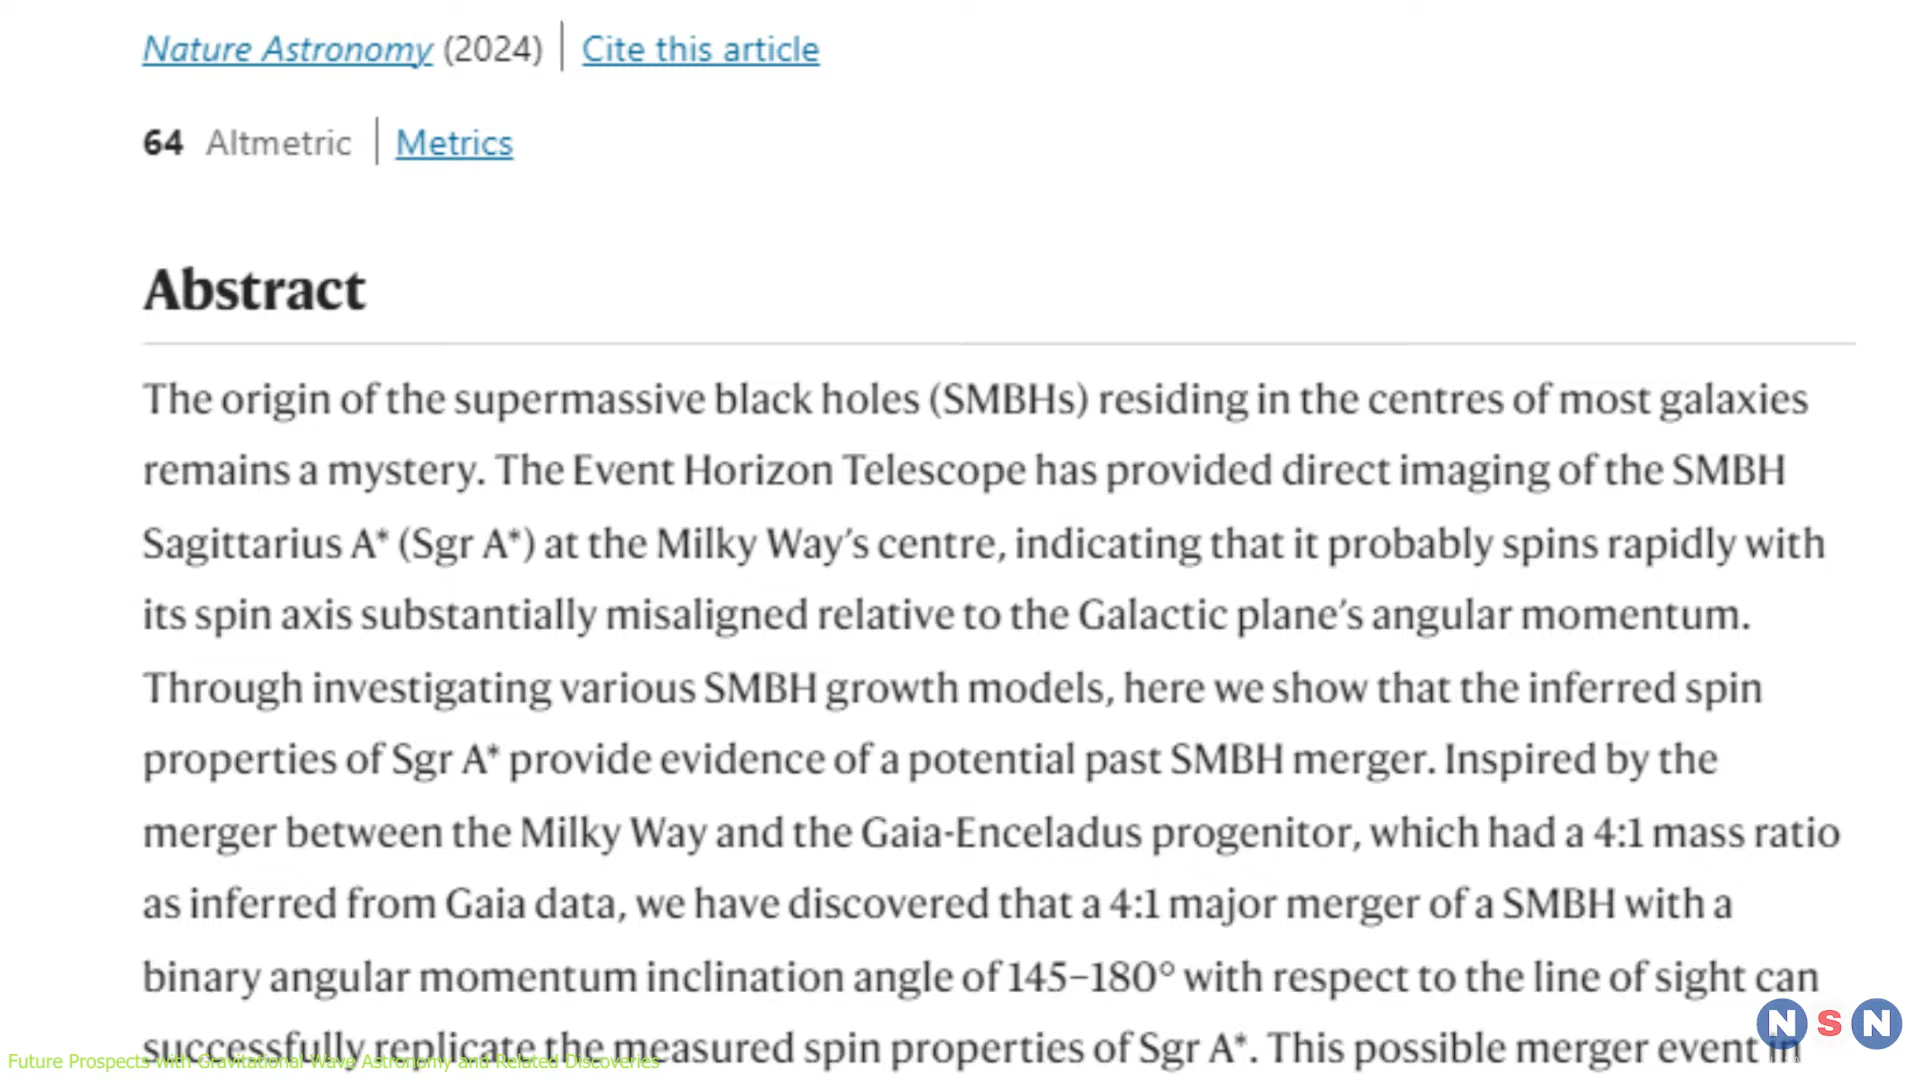 Nature Astronomy (2024) | Cite this article
64 Altmetric | Metrics
Abstract
The origin of the supermassive black holes (SMBHs) residing in the centres of most galaxies
remains a mystery. The Event Horizon Telescope has provided direct imaging of the SMBH
Sagittarius A* (Sgr A*) at the Milky Way’s centre, indicating that it probably spins rapidly with
its spin axis substantially misaligned relative to the Galactic plane’s angular momentum.
Through investigating various SMBH growth models, here we show that the inferred spin
properties of Sgr A* provide evidence of a potential past SMBH merger. Inspired by the
merger between the Milky Way and the Gaia-Enceladus progenitor, which had a 4:1 mass ratio
as inferred from Gaia data, we have discovered that a 4:1 major merger of a SMBH with a
binary angular momentum inclination angle of 145–180° with respect to the line of sight can
successfully replicate the measured spin properties of Sgr A*. This possible merger event in
Future Prospects with Gravitational Wave Astronomy and Related Discoveries
N S N